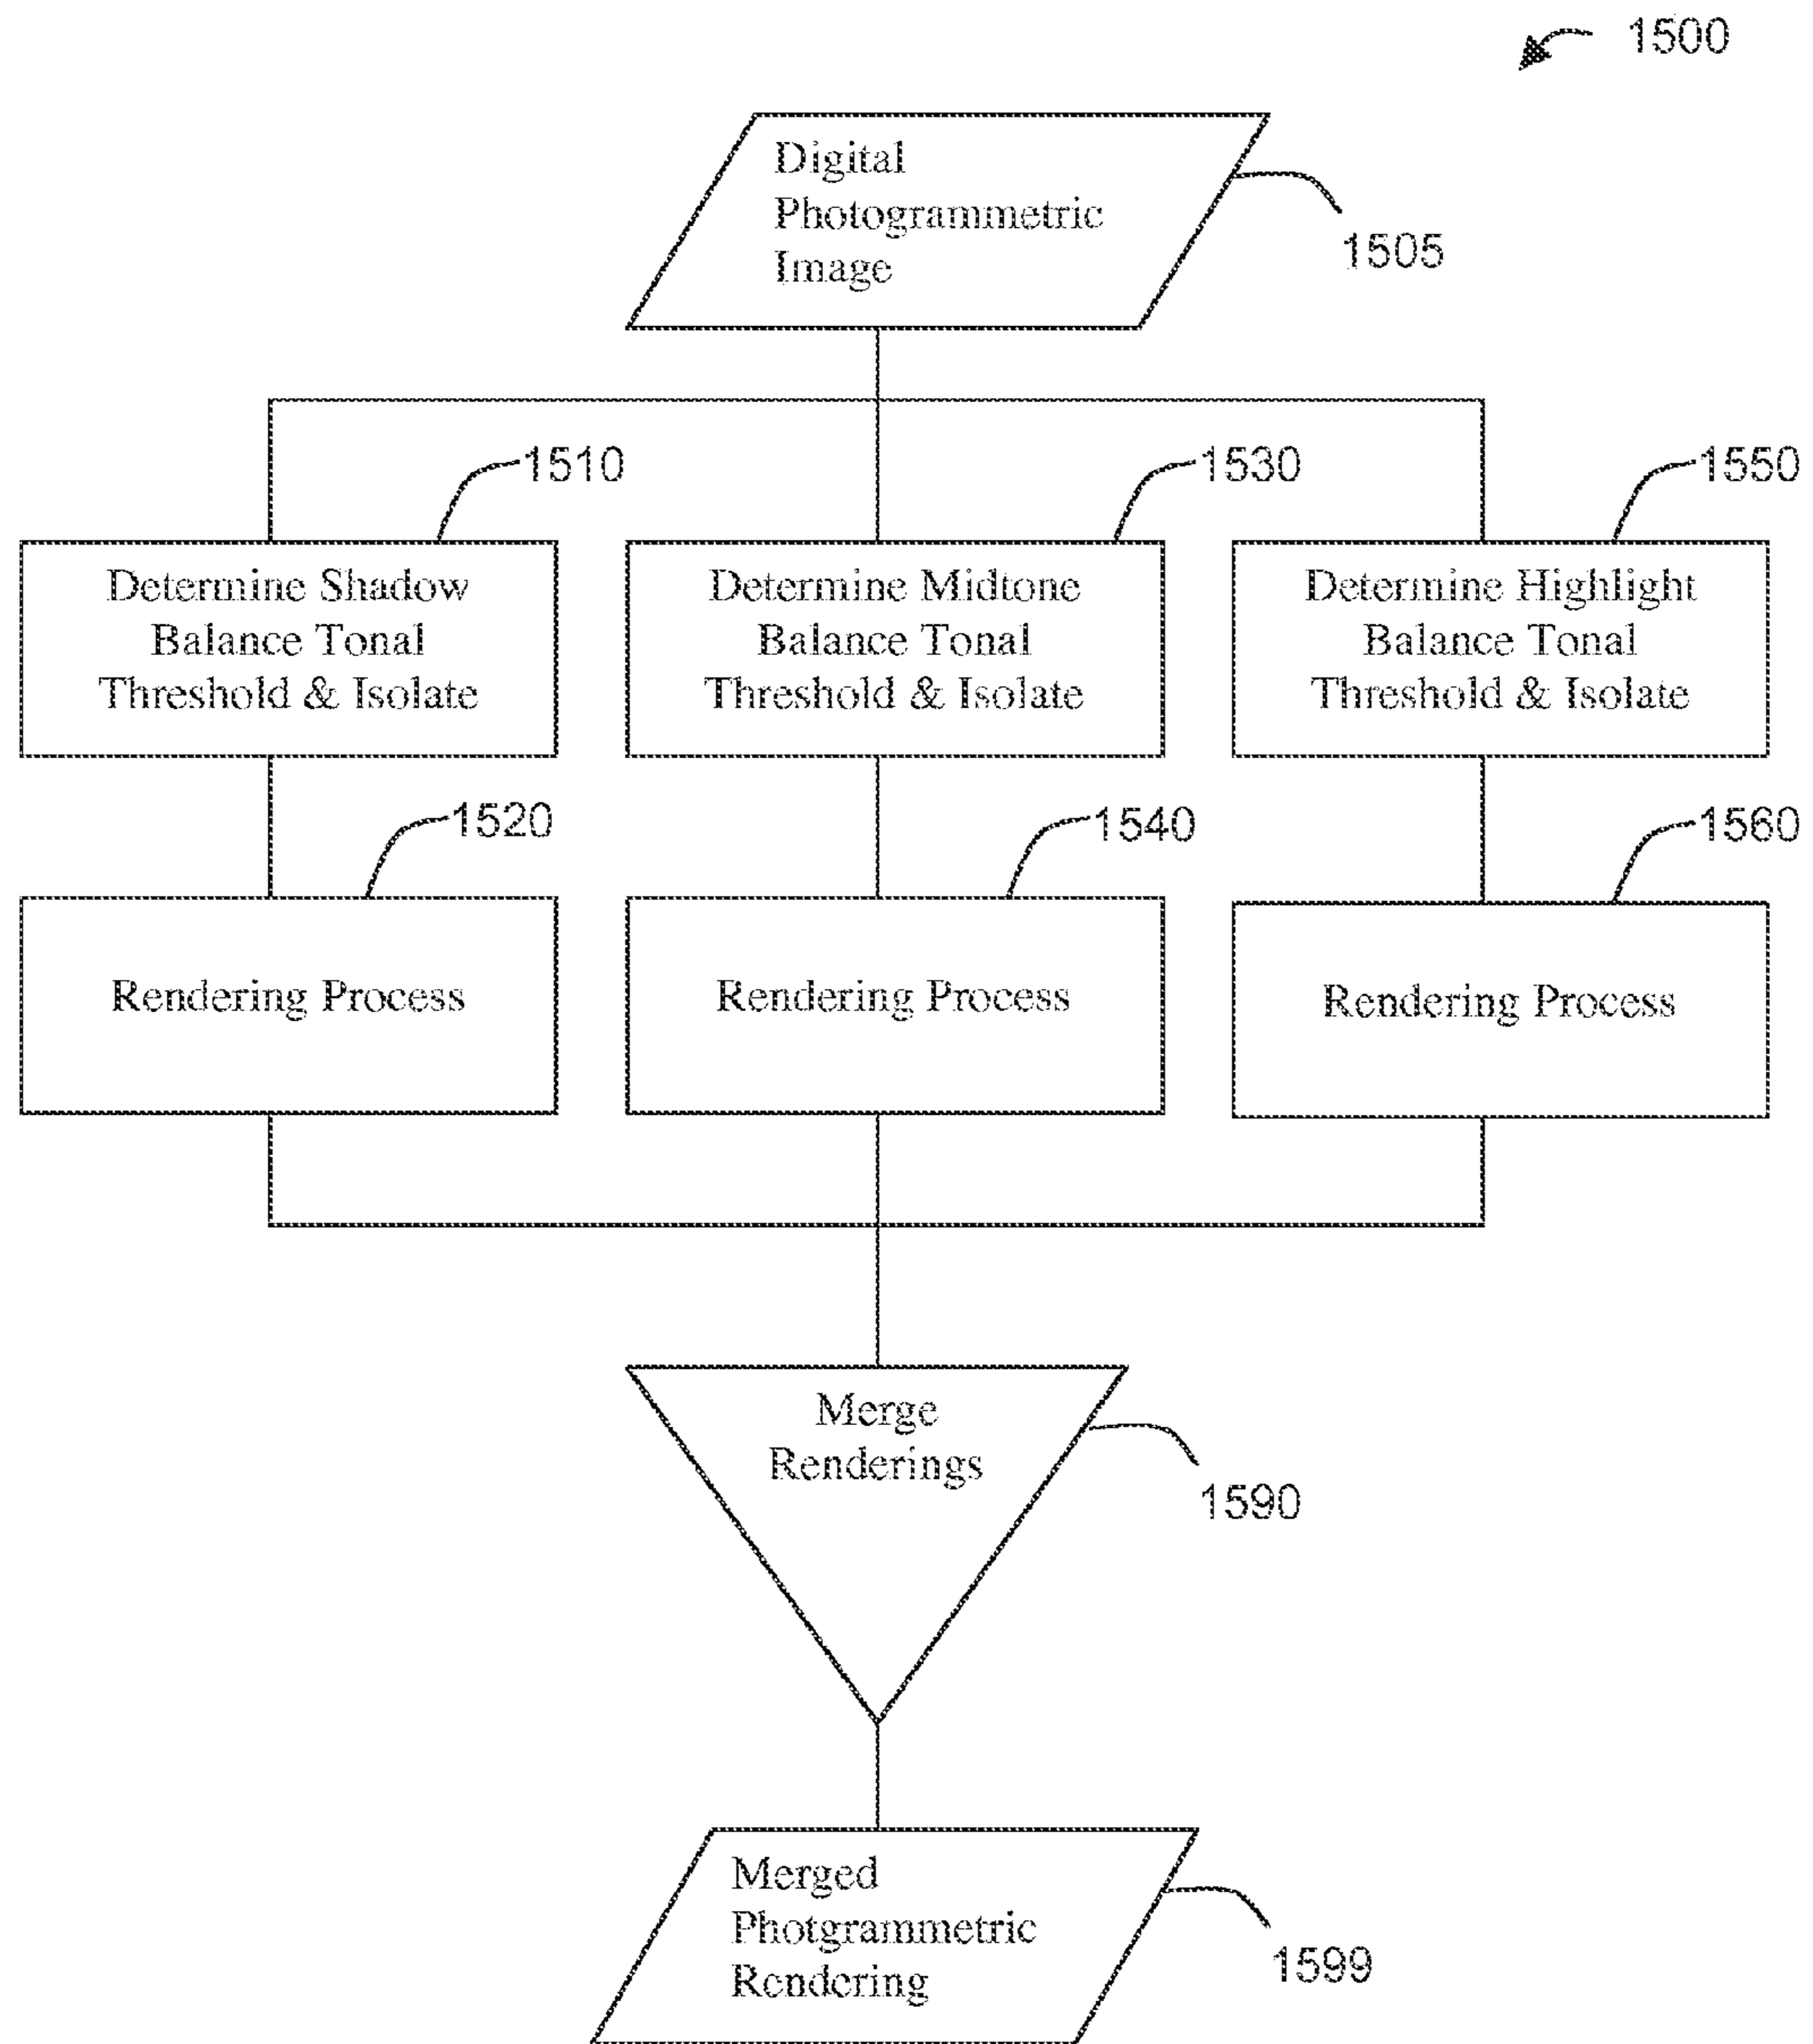 1500
Digital
Photogrammetric
Image
1505
1510
1530
1550
Determine Shadow
Balance Tonal
Threshold & Isolate
Determine Midtone
Balance Tonal
Threshold & Isolate
Determine Highlight
Balance Tonal
Threshold & Isolate
1520
1540
1560
Rendering Process
Rendering Process
Rendering Process
Merge
Renderings
1590
Merged
Photgrammetric
Rendering
1599